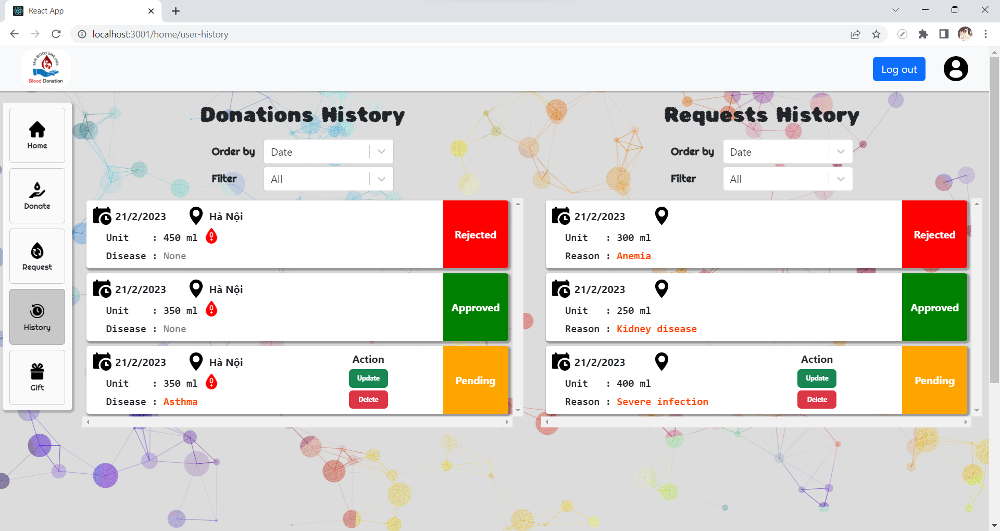 React App
localhost:3001/home/user-history
SAVE BLOOD SAVE LIVES
Blood Donation
Log out
Home
Donate
Request
History
Gift
Donations History
Order by Date
Filter All
21/2/2023 Hà Nội
Unit : 450 ml
Disease : None
Rejected
21/2/2023 Hà Nội
Unit : 350 ml
Disease : None
Approved
21/2/2023 Hà Nội
Unit : 350 ml
Disease : Asthma
Action
Update
Delete
Pending
Requests History
Order by Date
Filter All
21/2/2023
Unit : 300 ml
Reason : Anemia
Rejected
21/2/2023
Unit : 250 ml
Reason : Kidney disease
Approved
21/2/2023
Unit : 400 ml
Reason : Severe infection
Action
Update
Delete
Pending